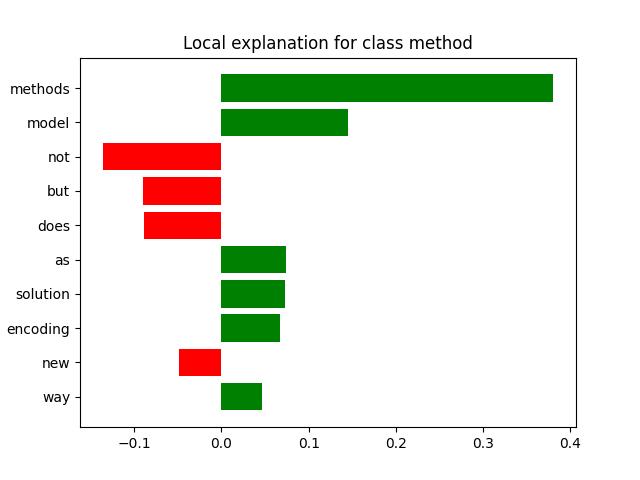 Local explanation for class method
methods
model
not
but
does
as
solution
encoding
new
way
−0.1 0.0 0.1 0.2 0.3 0.4